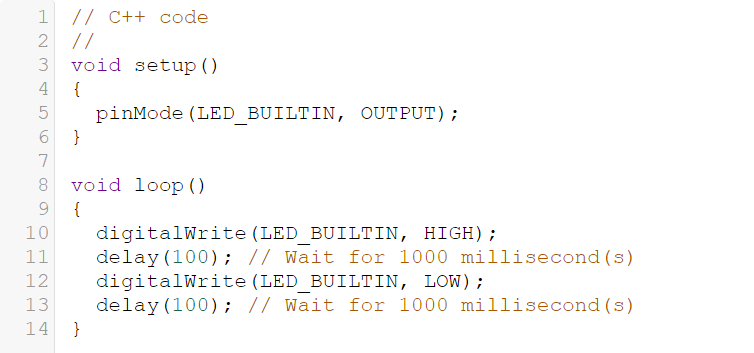 1 // C++ code
2 //
3 void setup()
4 {
5   pinMode(LED_BUILTIN, OUTPUT);
6 }
7
8 void loop()
9 {
10   digitalWrite(LED_BUILTIN, HIGH);
11   delay(100); // Wait for 1000 millisecond(s)
12   digitalWrite(LED_BUILTIN, LOW);
13   delay(100); // Wait for 1000 millisecond(s)
14 }